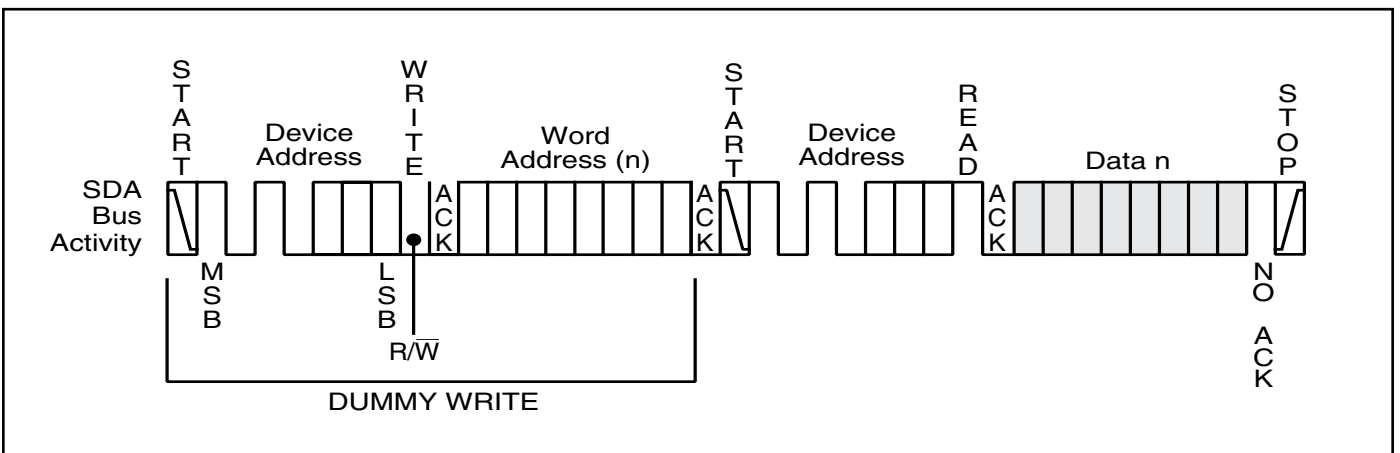 START
WRITE
START
READ
STOP
Device
Address
Word
Address (n)
Device
Address
Data n
SDA
Bus
Activity
ACK
ACK
ACK
MSB
LSB
R/W̅
NO ACK
DUMMY WRITE